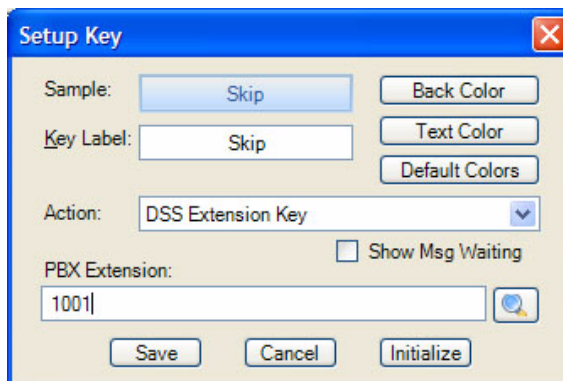 Setup Key
Sample: Skip Back Color
Key Label: Skip Text Color
Default Colors
Action: DSS Extension Key
Show Msg Waiting
PBX Extension:
1001
Save Cancel Initialize